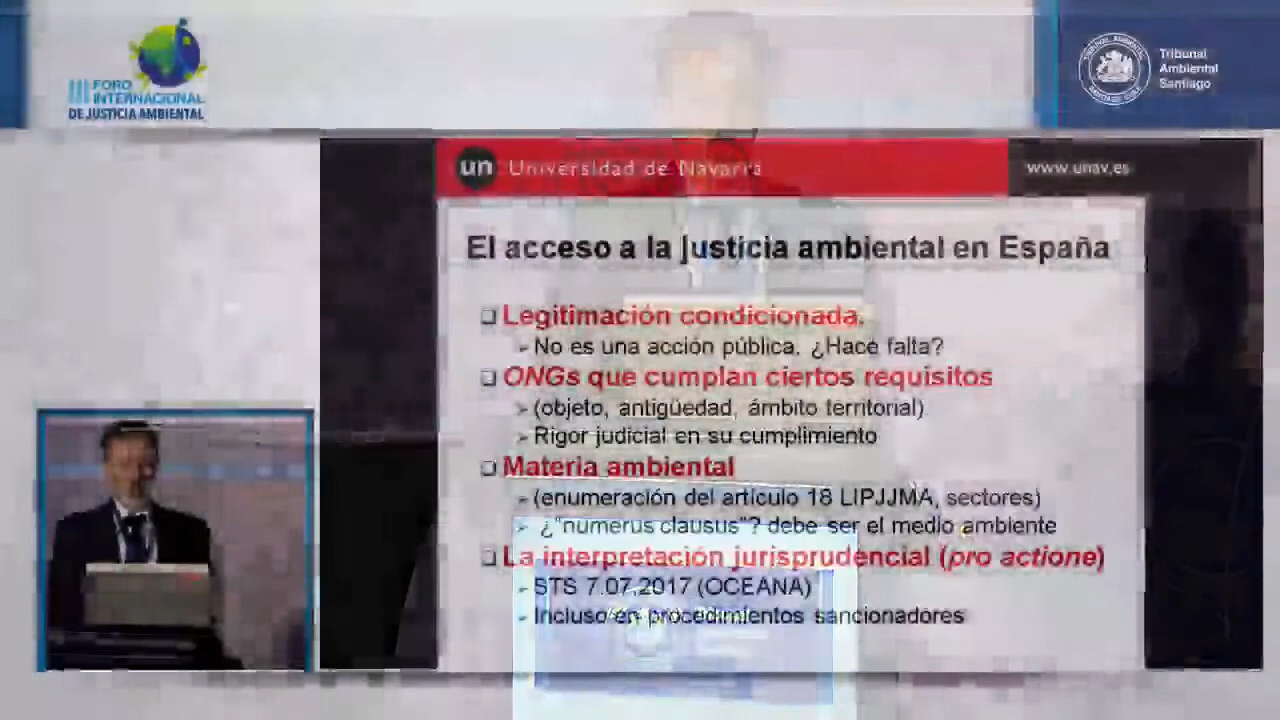 III FORO
INTERNACIONAL
DE JUSTICIA AMBIENTAL
TRIBUNAL AMBIENTAL
Tribunal
Ambiental
Santiago
un Universidad de Navarra
www.unav.es
El acceso a la justicia ambiental en España
❑ Legitimación condicionada.
➢ No es una acción pública. ¿Hace falta?
❑ ONGs que cumplan ciertos requisitos
➢ (objeto, antigüedad, ámbito territorial)
➢ Rigor judicial en su cumplimiento
❑ Materia ambiental
➢ (enumeración del artículo 18 LIPJJMA, sectores)
➢ ¿"numerus clausus"? debe ser el medio ambiente
❑ La interpretación jurisprudencial (pro actione)
➢ STS 7.07.2017 (OCEANA)
➢ Incluso en procedimientos sancionadores